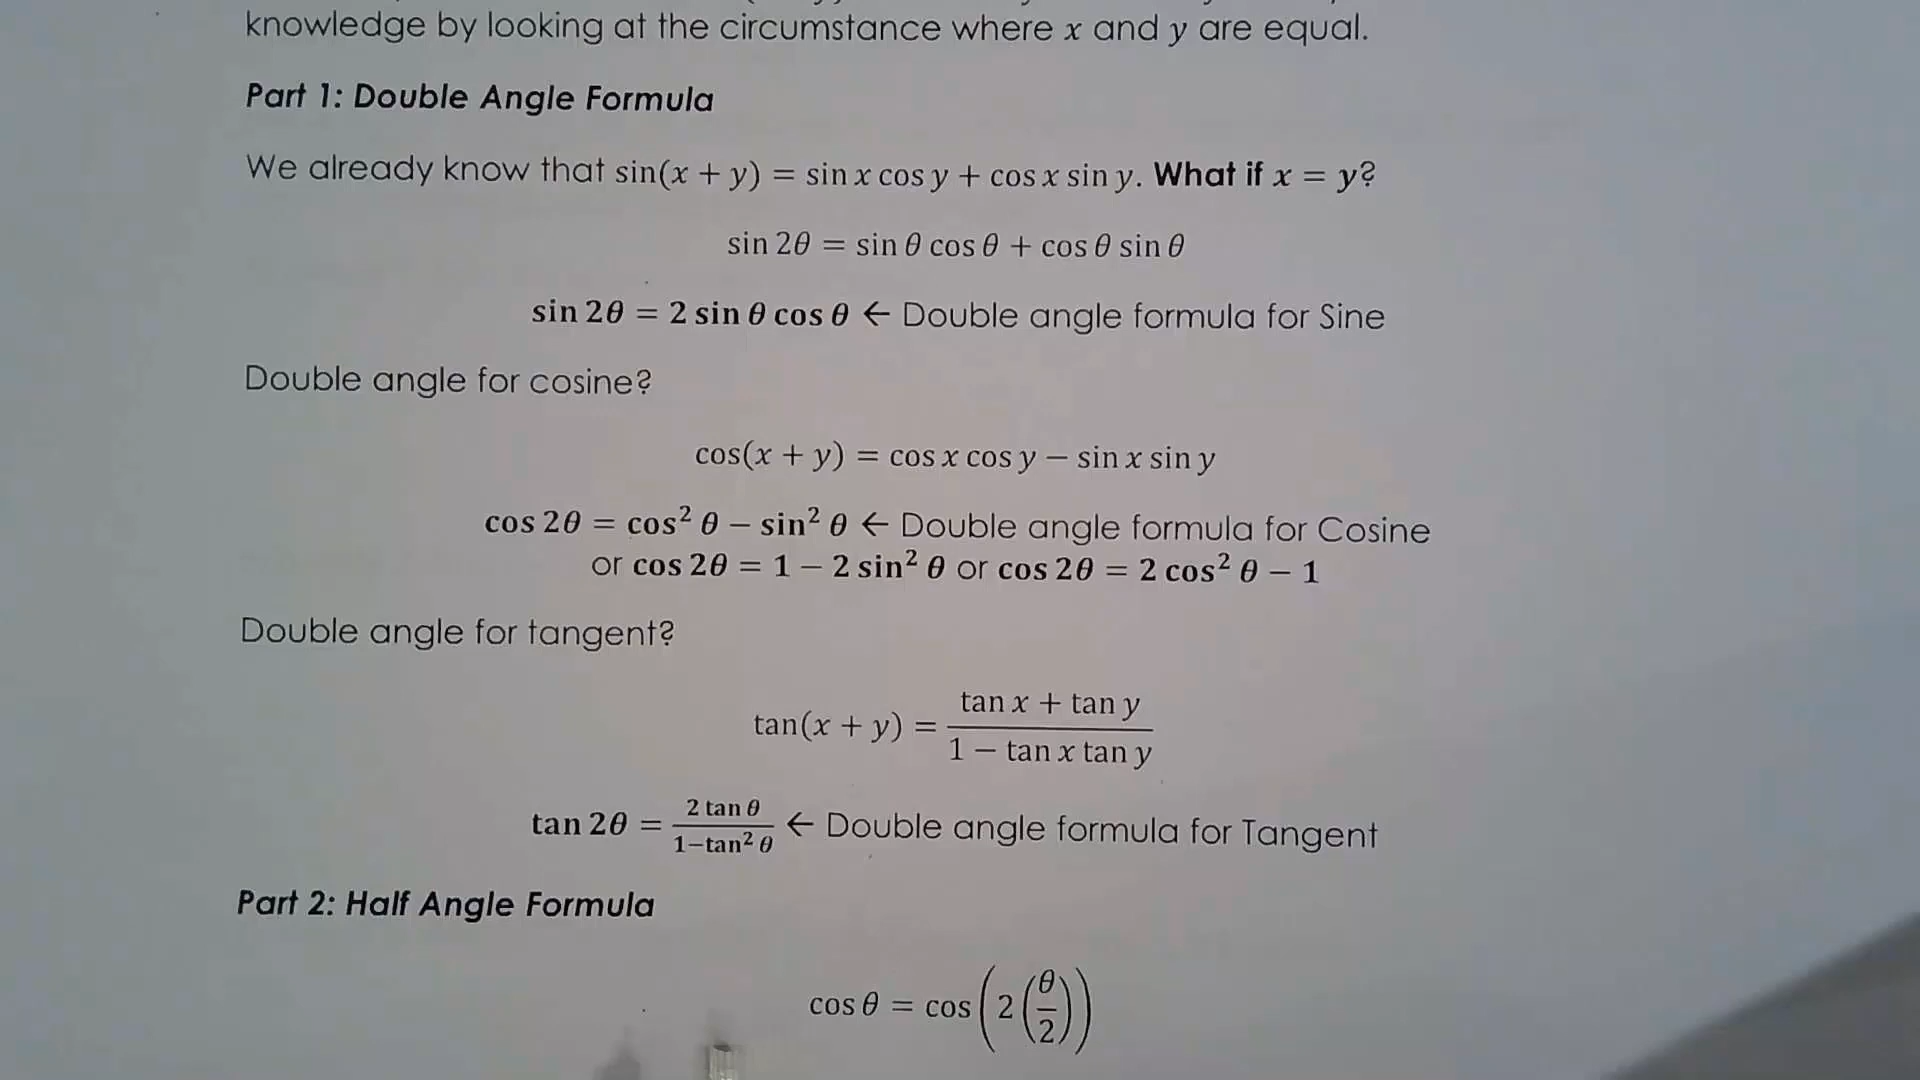 knowledge by looking at the circumstance where x and y are equal.
Part 1: Double Angle Formula
We already know that sin(x + y) = sin x cos y + cos x sin y. What if x = y?
sin 2θ = sin θ cos θ + cos θ sin θ
sin 2θ = 2 sin θ cos θ ← Double angle formula for Sine
Double angle for cosine?
cos(x + y) = cos x cos y − sin x sin y
cos 2θ = cos² θ − sin² θ ← Double angle formula for Cosine
or cos 2θ = 1 − 2 sin² θ or cos 2θ = 2 cos² θ − 1
Double angle for tangent?
tan(x + y) = (tan x + tan y) / (1 − tan x tan y)
tan 2θ = (2 tan θ) / (1−tan² θ) ← Double angle formula for Tangent
Part 2: Half Angle Formula
cos θ = cos (2 (θ/2))